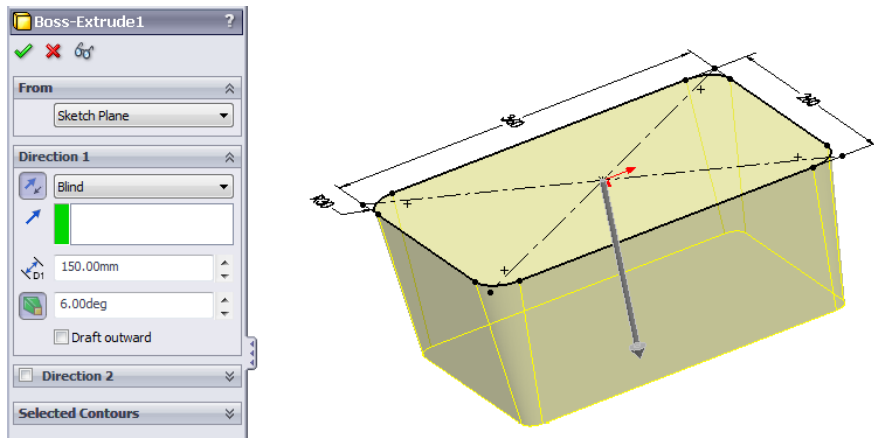 Boss-Extrude1 ?
From
Sketch Plane
Direction 1
Blind
D1
150.00mm
6.00deg
Draft outward
Direction 2
Selected Contours
R30